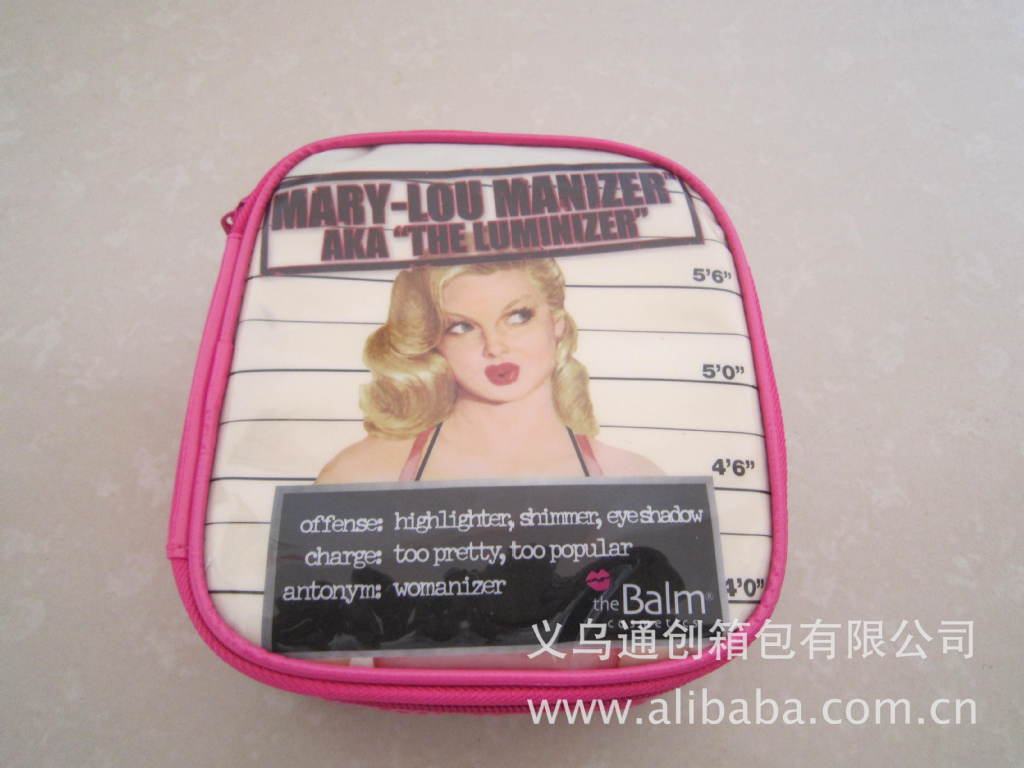 MARY-LOU MANIZER
AKA "THE LUMINIZER"
5'6"
5'0"
4'6"
4'0"
offense: highlighter, shimmer, eyeshadow
charge: too pretty, too popular
antonym: womanizer
theBalm®
cosmetics
义乌通创箱包有限公司
www.alibaba.com.cn